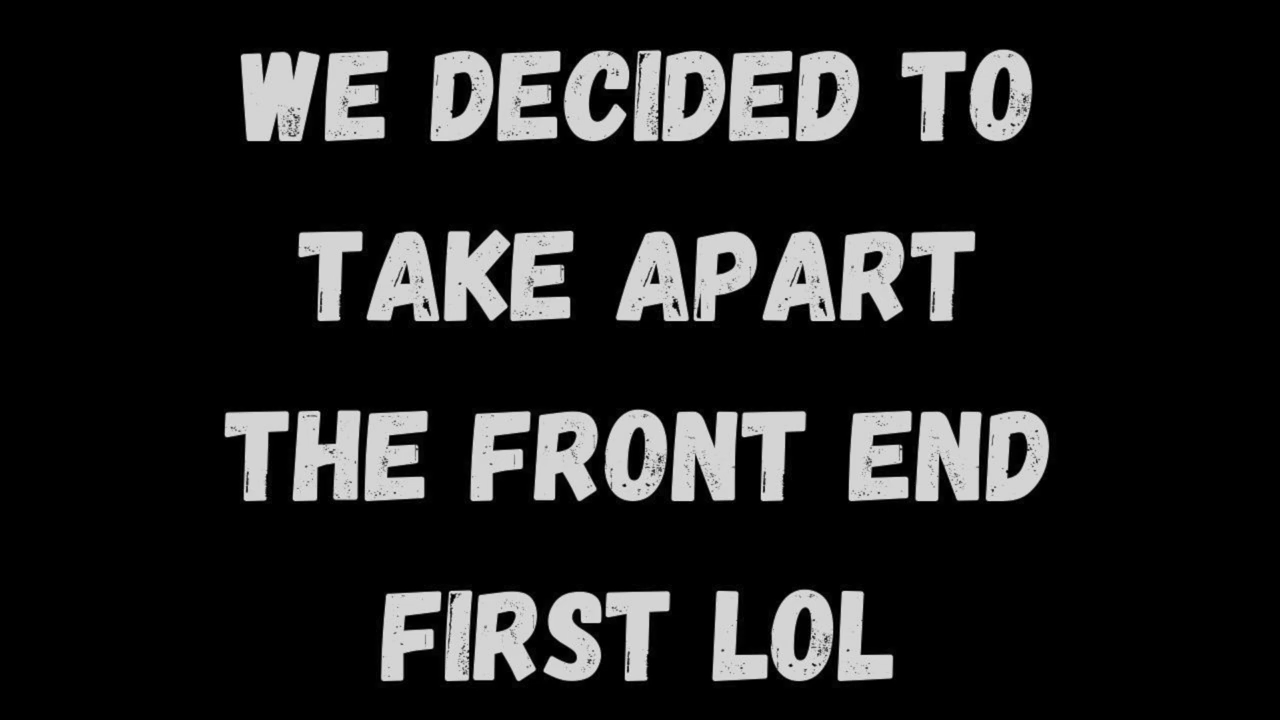 WE DECIDED TO
TAKE APART
THE FRONT END
FIRST LOL